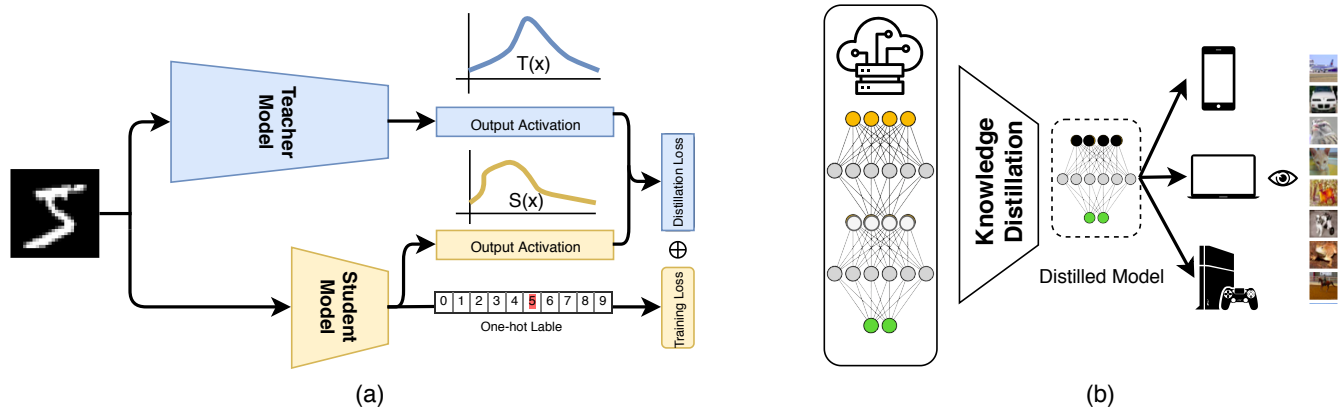 T(x)
Teacher
Model
Output Activation
S(x)
Output Activation
Distillation Loss
Student
Model
0 1 2 3 4 5 6 7 8 9
One-hot Lable
Training Loss
(a)
Knowledge
Distillation
Distilled Model
(b)